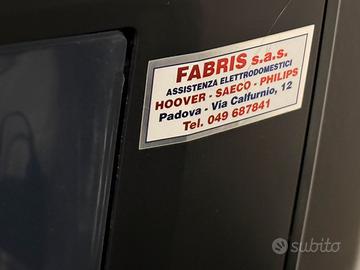 FABRIS s.a.s.
ASSISTENZA ELETTRODOMESTICI
HOOVER - SAECO - PHILIPS
Padova - Via Calfurnio, 12
Tel. 049 687841
subito